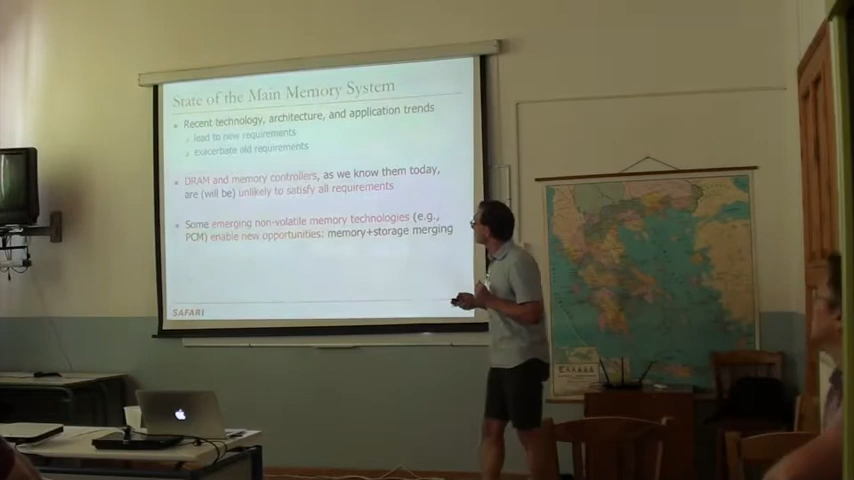 State of the Main Memory System
Recent technology, architecture, and application trends
lead to new requirements
exacerbate old requirements
DRAM and memory controllers, as we know them today,
are (will be) unlikely to satisfy all requirements
Some emerging non-volatile memory technologies (e.g.,
PCM) enable new opportunities: memory+storage merging
SAFARI